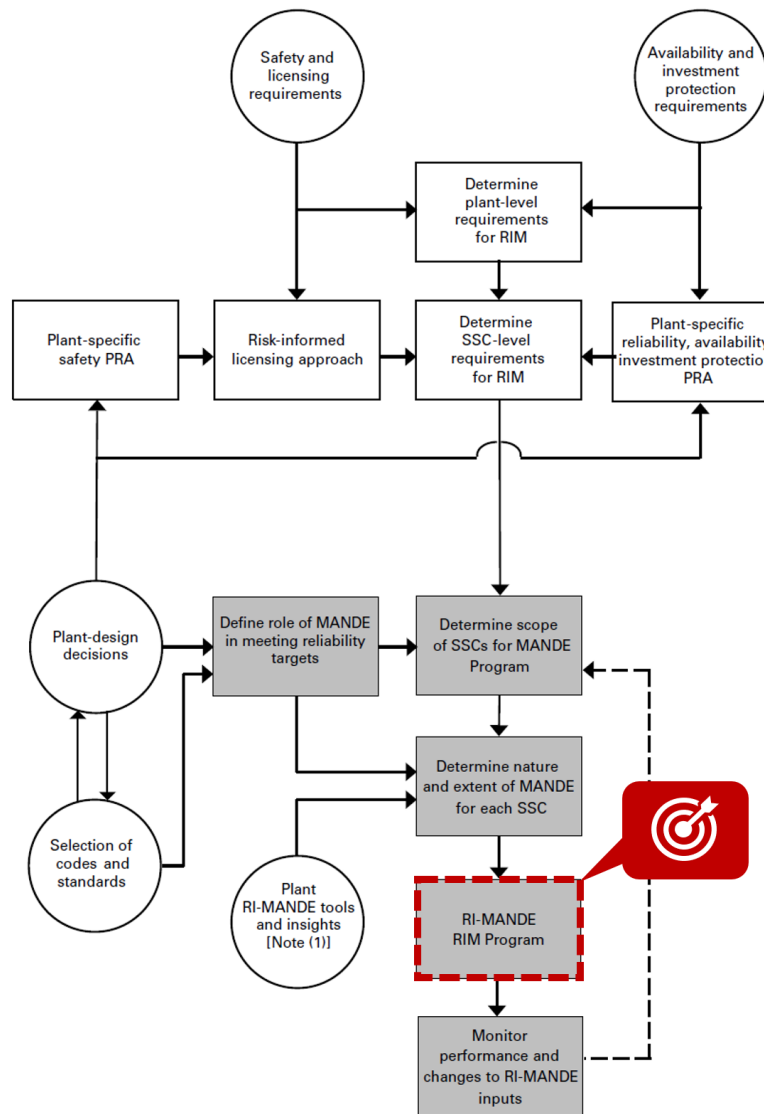 Safety and
licensing
requirements
Availability and
investment
protection
requirements
Determine
plant-level
requirements
for RIM
Plant-specific
safety PRA
Risk-informed
licensing approach
Determine
SSC-level
requirements
for RIM
Plant-specific
reliability, availability
investment protection
PRA
Plant-design
decisions
Define role of MANDE
in meeting reliability
targets
Determine scope
of SSCs for MANDE
Program
Determine nature
and extent of MANDE
for each SSC
Selection of
codes and
standards
Plant
RI-MANDE tools
and insights
[Note (1)]
RI-MANDE
RIM Program
Monitor
performance and
changes to RI-MANDE
inputs